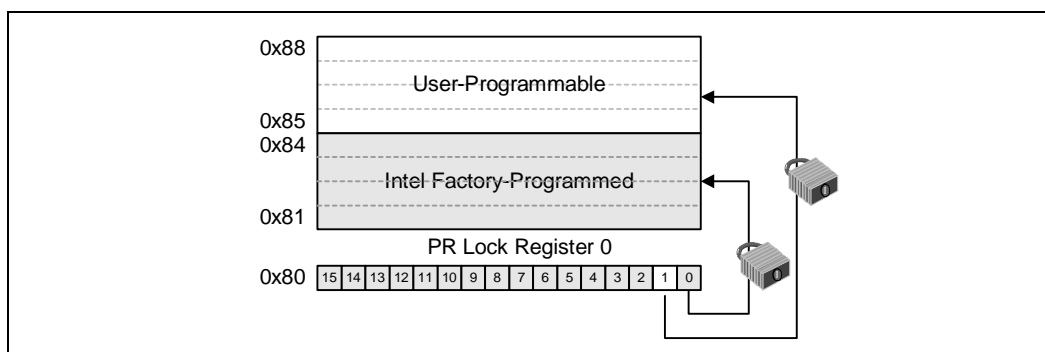 0x88
User-Programmable
0x85
0x84
Intel Factory-Programmed
0x81
PR Lock Register 0
0x80 15 14 13 12 11 10 9 8 7 6 5 4 3 2 1 0